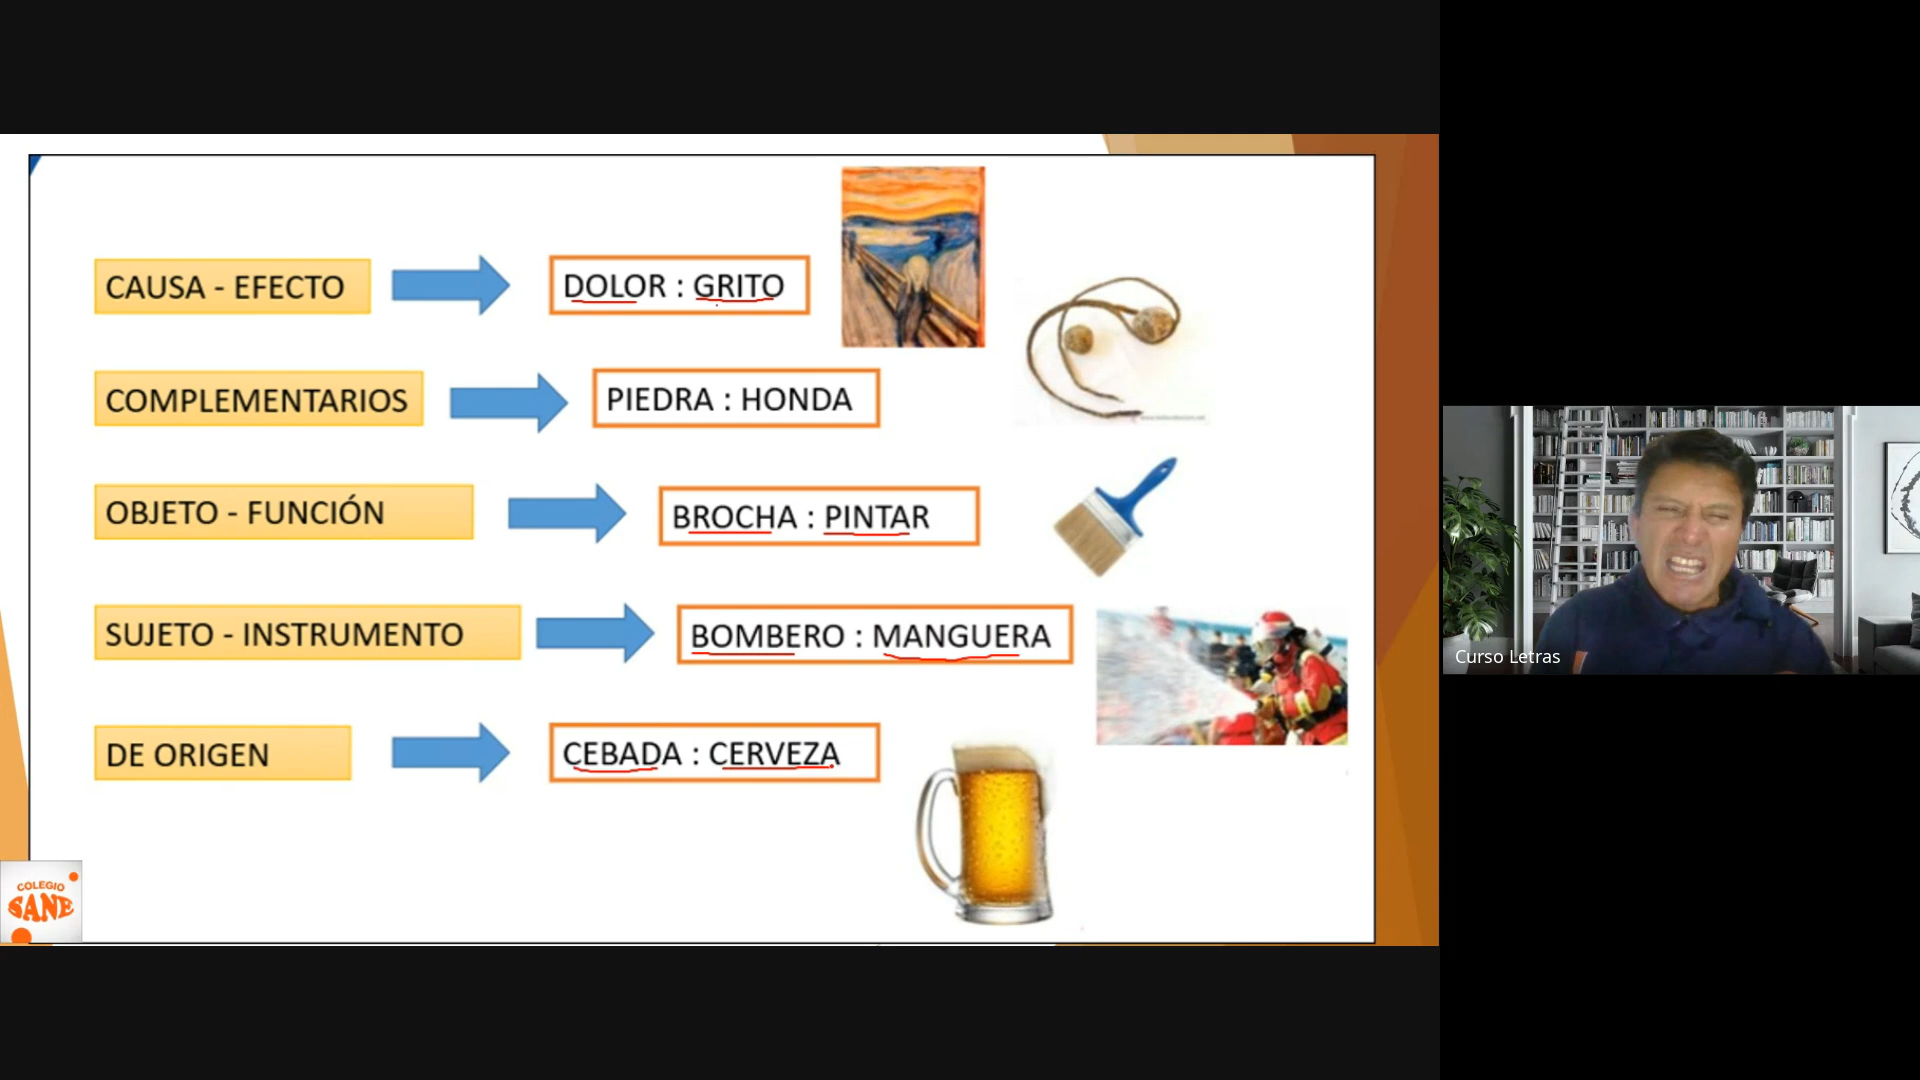 CAUSA - EFECTO
DOLOR : GRITO
COMPLEMENTARIOS
PIEDRA : HONDA
OBJETO - FUNCIÓN
BROCHA : PINTAR
SUJETO - INSTRUMENTO
BOMBERO : MANGUERA
DE ORIGEN
CEBADA : CERVEZA
COLEGIO
SANE
Curso Letras